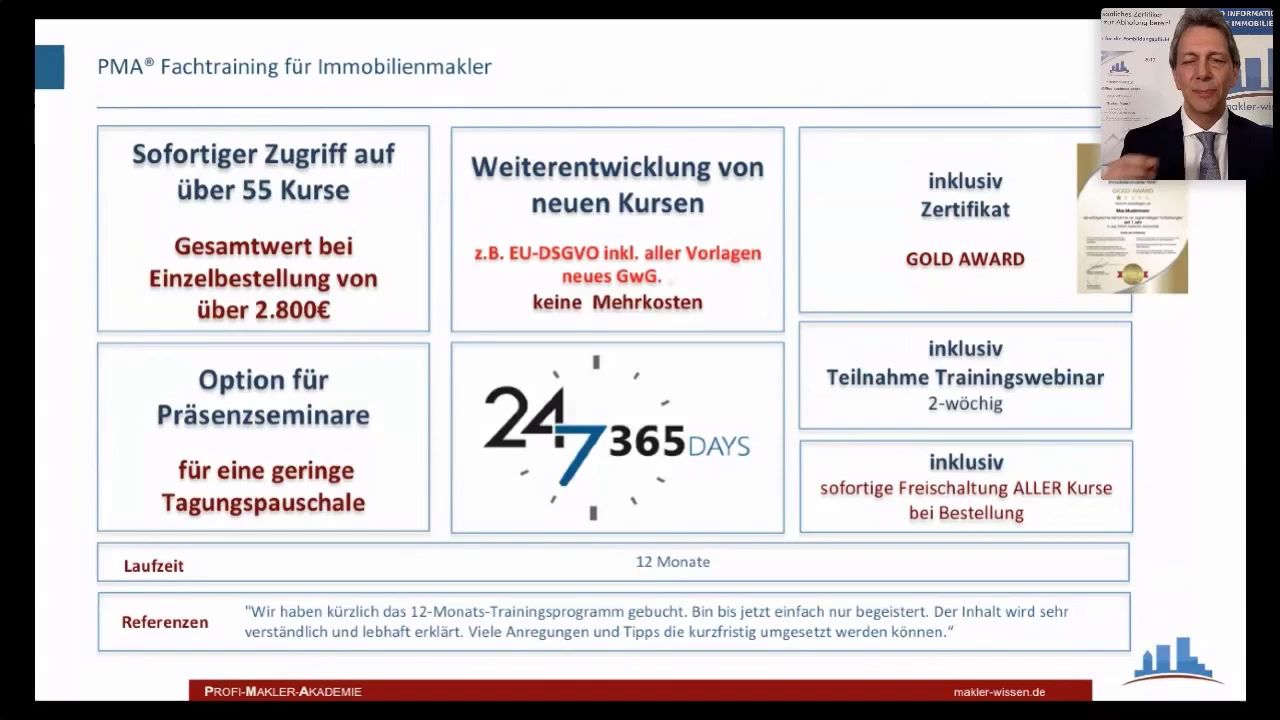 PMA® Fachtraining für Immobilienmakler
Sofortiger Zugriff auf
über 55 Kurse
Gesamtwert bei
Einzelbestellung von
über 2.800€
Weiterentwicklung von
neuen Kursen
z.B. EU-DSGVO inkl. aller Vorlagen
neues GwG.
keine Mehrkosten
inklusiv
Zertifikat
GOLD AWARD
GOLD AWARD
Max Mustermann
Option für
Präsenzseminare
für eine geringe
Tagungspauschale
24
7 365 DAYS
inklusiv
Teilnahme Trainingswebinar
2-wöchig
inklusiv
sofortige Freischaltung ALLER Kurse
bei Bestellung
Laufzeit
12 Monate
Referenzen
"Wir haben kürzlich das 12-Monats-Trainingsprogramm gebucht. Bin bis jetzt einfach nur begeistert. Der Inhalt wird sehr
verständlich und lebhaft erklärt. Viele Anregungen und Tipps die kurzfristig umgesetzt werden können.“
PROFI-MAKLER-AKADEMIE
makler-wissen.de